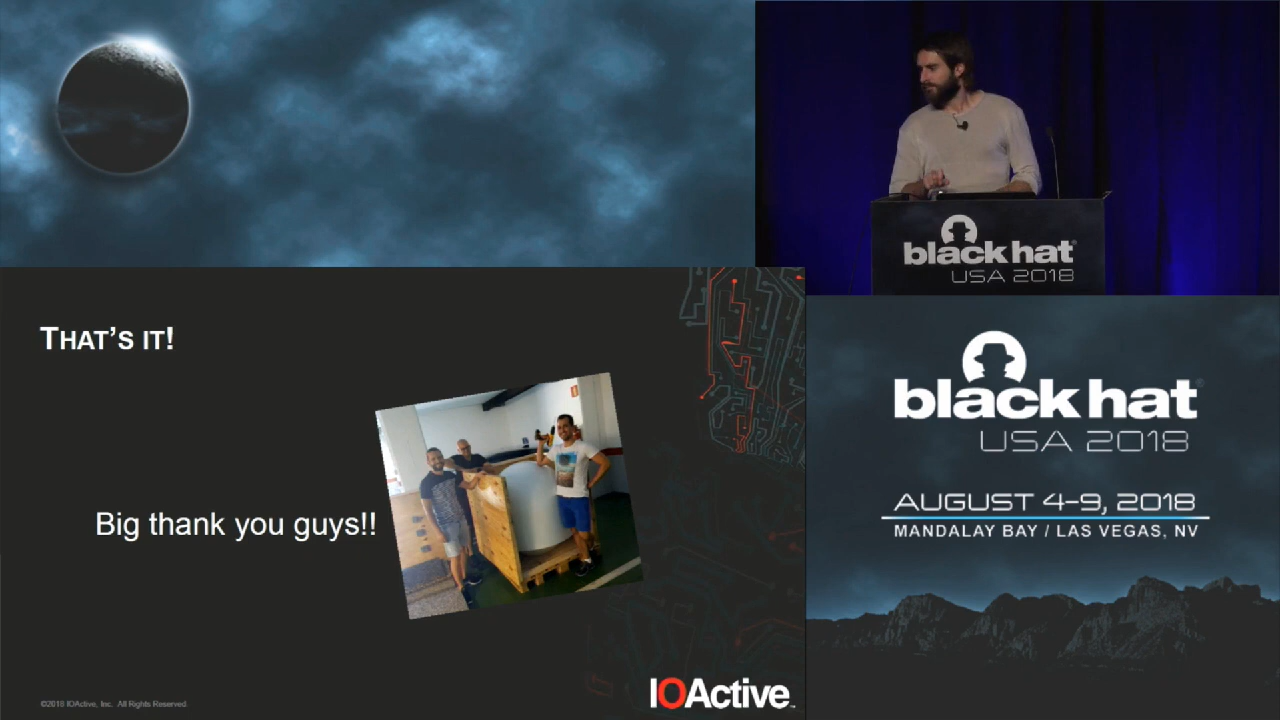 black hat
USA 2018
THAT'S IT!
Big thank you guys!!
©2018 IOActive, Inc. All Rights Reserved.
IOActive™
black hat®
USA 2018
AUGUST 4-9, 2018
MANDALAY BAY / LAS VEGAS, NV